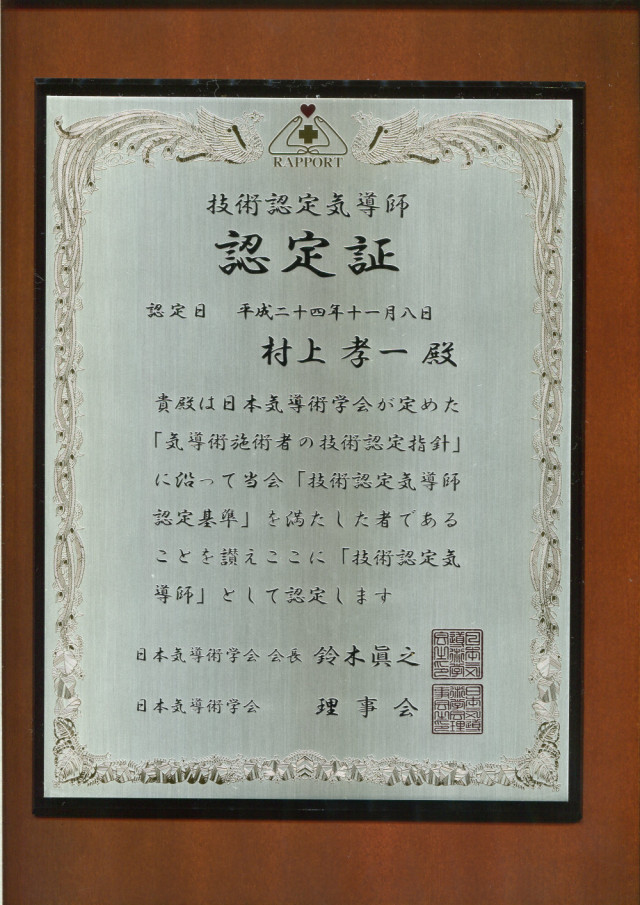 RAPPORT
技術認定気導師
認定証
認定日 平成二十四年十一月八日
村上 孝一 殿
貴殿は日本気導術学会が定めた
「気導術施術者の技術認定指針」
に沿って当会「技術認定気導師
認定基準」を満たした者である
ことを讃えここに「技術認定気
導師」として認定します
日本気導術学会 会長 鈴木眞之
日本気導術学会 理事会